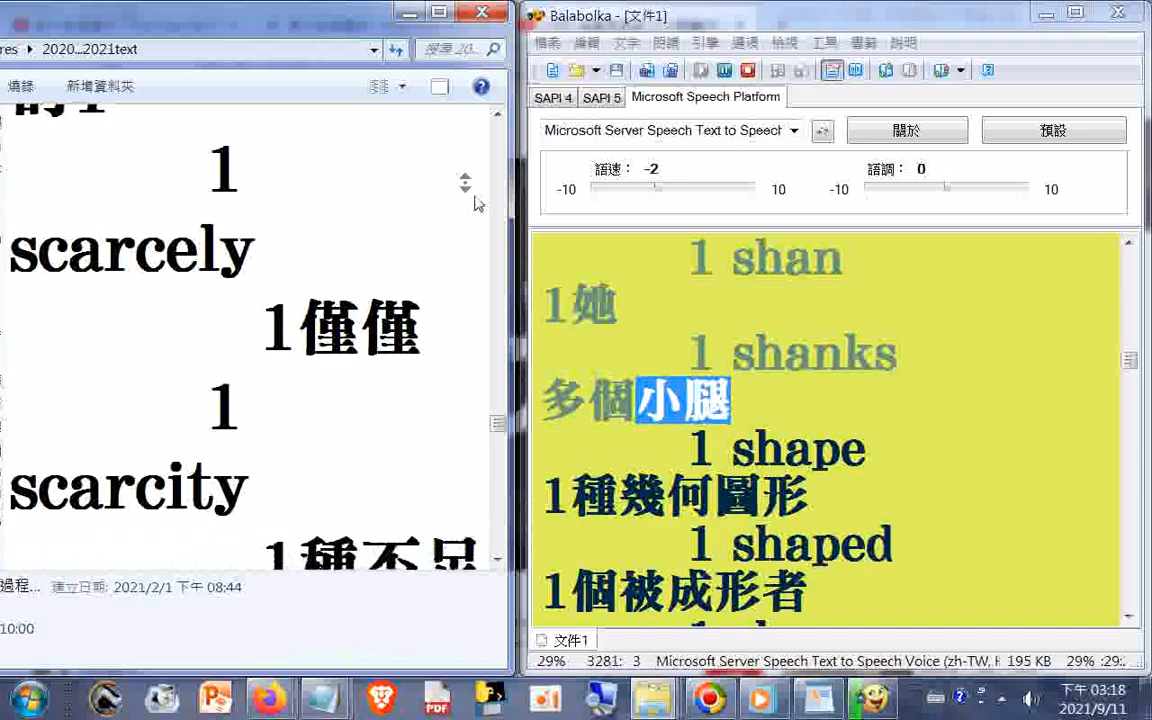 res ▸ 2020...2021text
搜尋 20...
燒錄 新增資料夾
1
scarcely
1僅僅
1
scarcity
1種不足
過程... 建立日期: 2021/2/1 下午 08:44
10:00
Balabolka - [文件1]
檔案 編輯 文字 閱讀 引擎 選項 檢視 工具 書籤 說明
SAPI 4 SAPI 5 Microsoft Speech Platform
Microsoft Server Speech Text to Speech 關於 預設
語速： -2 語調： 0
-10 10 -10 10
1 shan
1她
1 shanks
多個小腿
1 shape
1種幾何圖形
1 shaped
1個被成形者
文件1
29% 3281: 3 Microsoft Server Speech Text to Speech Voice (zh-TW, H 195 KB 29% :29:
PDF
下午 03:18
2021/9/11